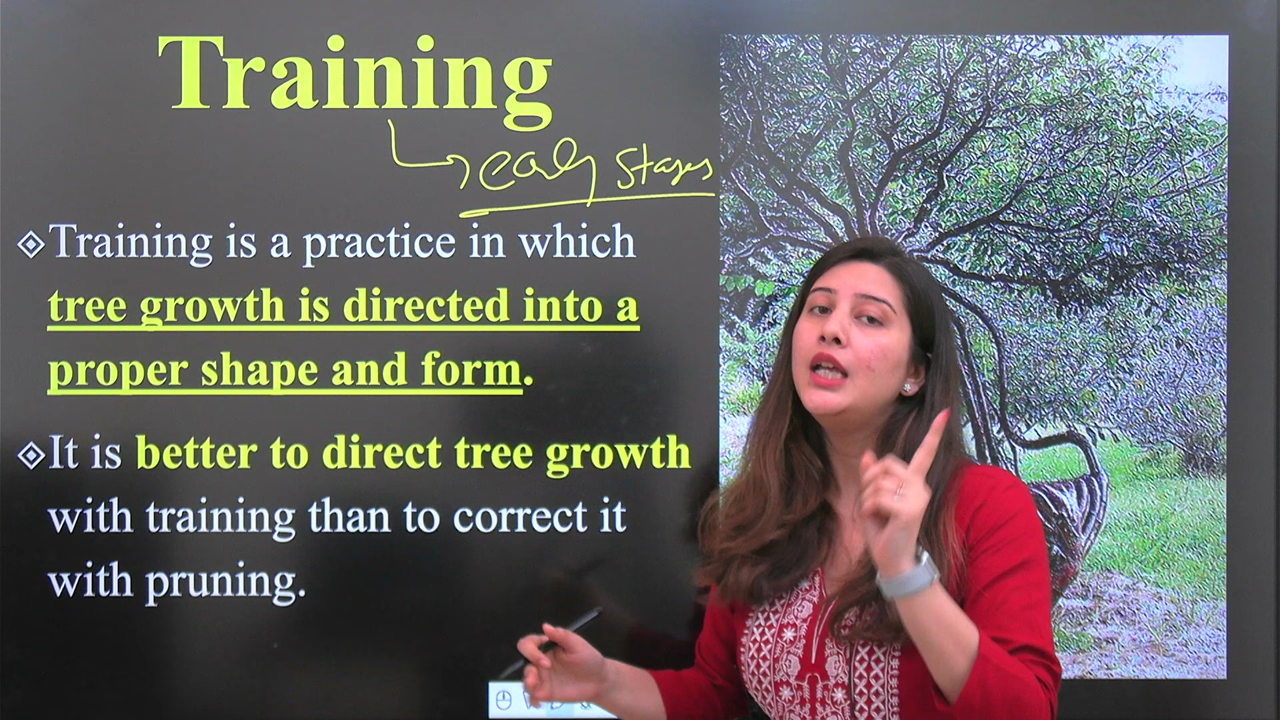 Training
early stages
Training is a practice in which
tree growth is directed into a
proper shape and form.
It is better to direct tree growth
with training than to correct it
with pruning.